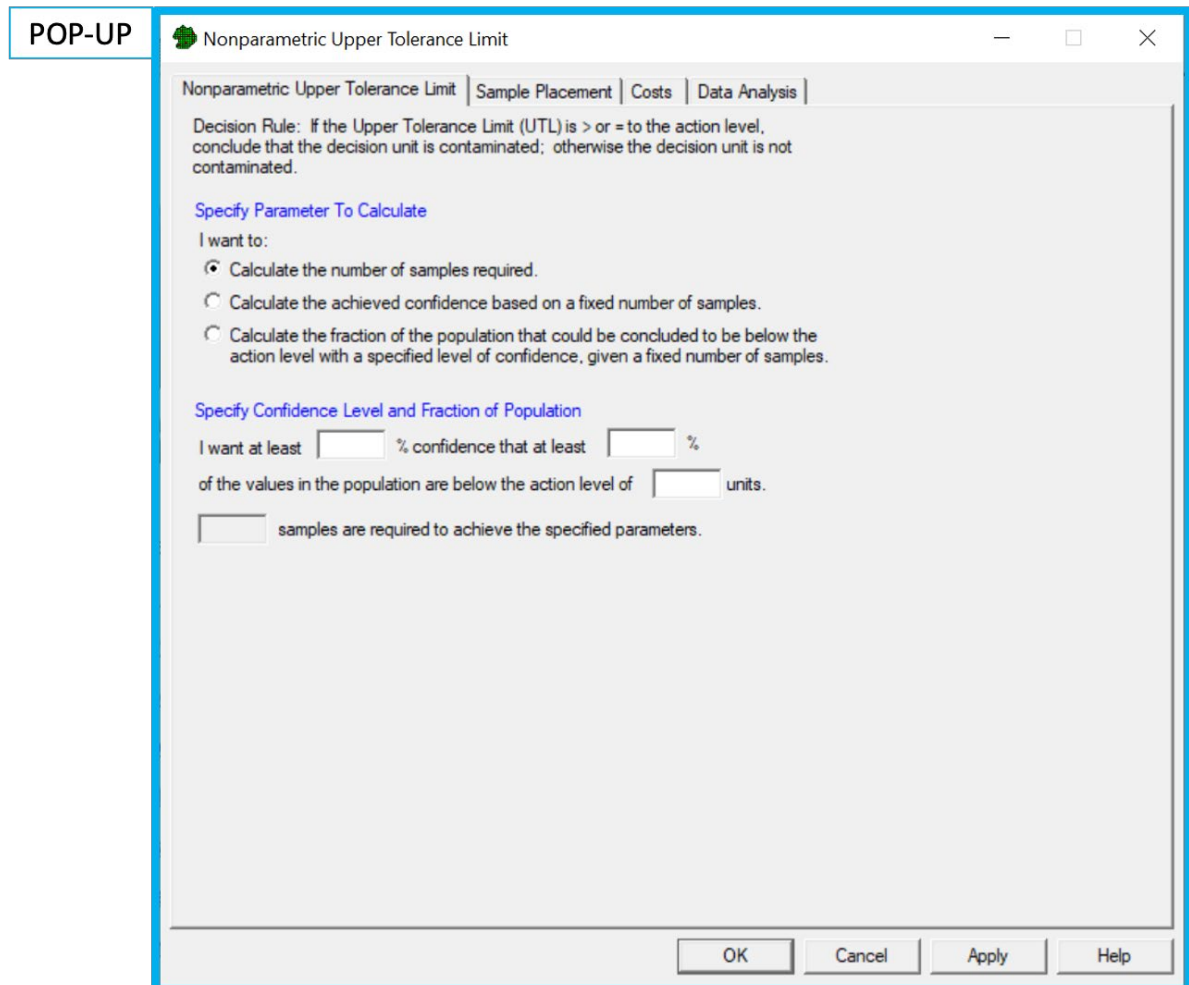 POP-UP
Nonparametric Upper Tolerance Limit
Nonparametric Upper Tolerance Limit Sample Placement Costs Data Analysis
Decision Rule: If the Upper Tolerance Limit (UTL) is > or = to the action level,
conclude that the decision unit is contaminated; otherwise the decision unit is not
contaminated.
Specify Parameter To Calculate
I want to:
Calculate the number of samples required.
Calculate the achieved confidence based on a fixed number of samples.
Calculate the fraction of the population that could be concluded to be below the
action level with a specified level of confidence, given a fixed number of samples.
Specify Confidence Level and Fraction of Population
I want at least % confidence that at least %
of the values in the population are below the action level of units.
samples are required to achieve the specified parameters.
OK Cancel Apply Help